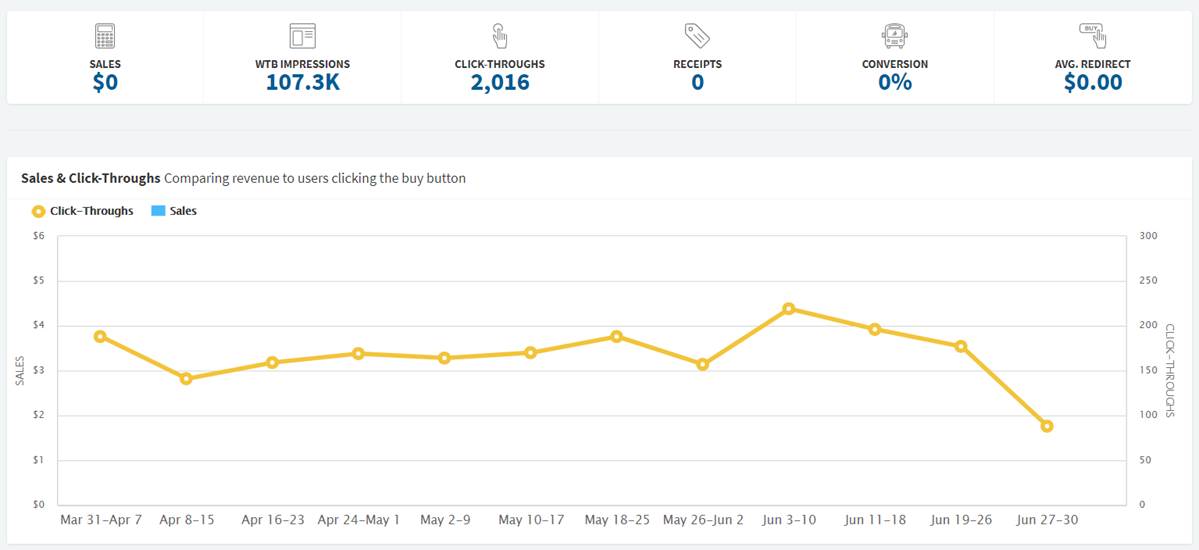 SALES
$0
WTB IMPRESSIONS
107.3K
CLICK-THROUGHS
2,016
RECEIPTS
0
CONVERSION
0%
BUY
AVG. REDIRECT
$0.00
Sales & Click-Throughs Comparing revenue to users clicking the buy button
Click-Throughs Sales
$6
$5
$4
$3
$2
$1
$0
SALES
300
250
200
150
100
50
0
CLICK-THROUGHS
Mar 31-Apr 7 Apr 8-15 Apr 16-23 Apr 24-May 1 May 2-9 May 10-17 May 18-25 May 26-Jun 2 Jun 3-10 Jun 11-18 Jun 19-26 Jun 27-30